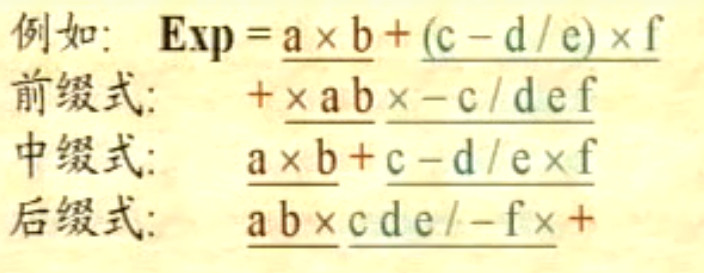 例如: Exp = a × b + (c – d / e) × f
前缀式: + × a b × – c / d e f
中缀式: a × b + c – d / e × f
后缀式: a b × c d e / – f × +